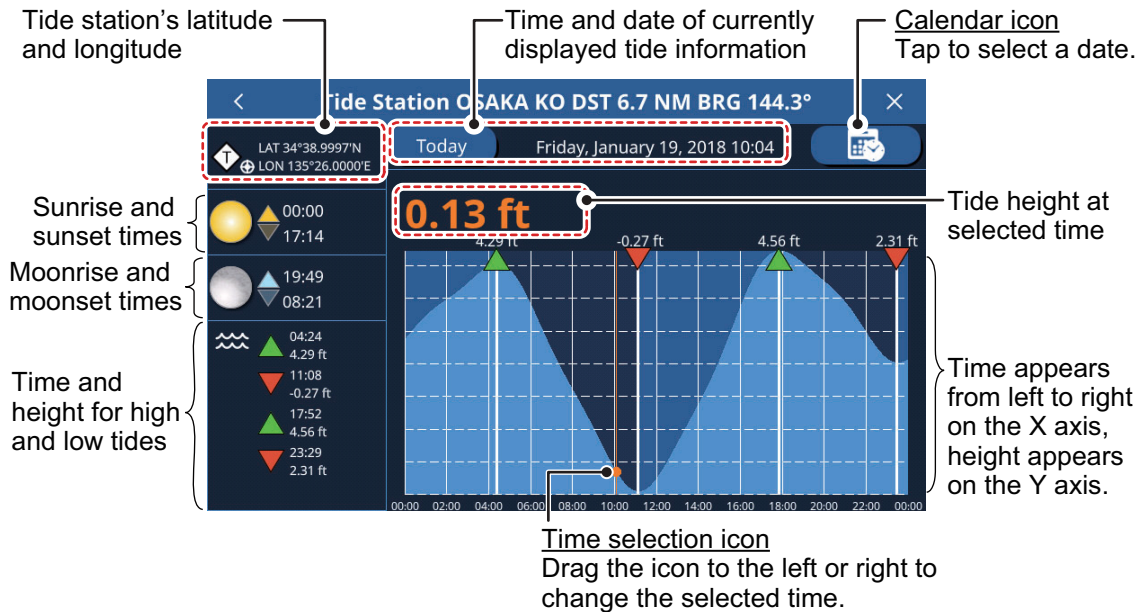 Tide station's latitude
and longitude
Time and date of currently
displayed tide information
Calendar icon
Tap to select a date.
Tide Station OSAKA KO DST 6.7 NM BRG 144.3°
T
LAT 34°38.9997'N
LON 135°26.0000'E
Today
Friday, January 19, 2018 10:04
Sunrise and
sunset times
00:00
17:14
0.13 ft
Tide height at
selected time
Moonrise and
moonset times
19:49
08:21
4.29 ft
-0.27 ft
4.56 ft
2.31 ft
Time and
height for high
and low tides
04:24
4.29 ft
11:08
-0.27 ft
17:52
4.56 ft
23:29
2.31 ft
Time appears
from left to right
on the X axis,
height appears
on the Y axis.
00:00 02:00 04:00 06:00 08:00 10:00 12:00 14:00 16:00 18:00 20:00 22:00 00:00
Time selection icon
Drag the icon to the left or right to
change the selected time.